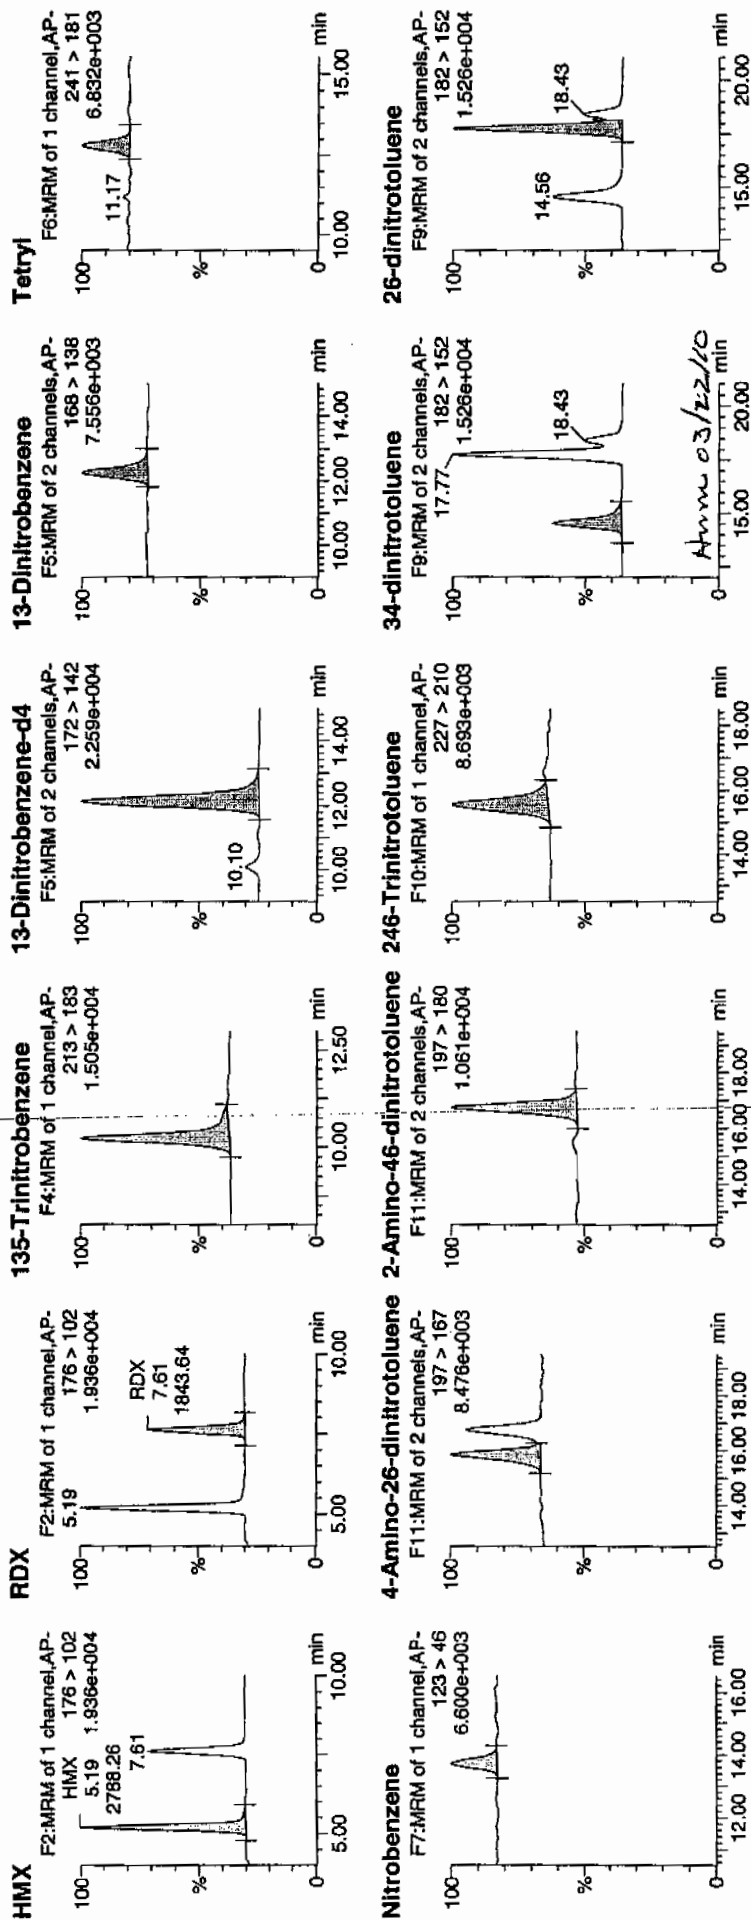 HMX
F2:MRM of 1 channel,AP-
176 > 102
1.936e+004
HMX
5.19
2788.26
7.61
100
%
0
5.00
10.00
min
RDX
F2:MRM of 1 channel,AP-
176 > 102
1.936e+004
5.19
RDX
7.61
1843.64
100
%
0
5.00
10.00
min
135-Trinitrobenzene
F4:MRM of 1 channel,AP-
213 > 183
1.505e+004
100
%
0
10.00
12.50
min
13-Dinitrobenzene-d4
F5:MRM of 2 channels,AP-
172 > 142
2.259e+004
10.10
100
%
0
10.00
12.00
14.00
min
13-Dinitrobenzene
F5:MRM of 2 channels,AP-
168 > 138
7.556e+003
100
%
0
10.00
12.00
14.00
min
Tetryl
F6:MRM of 1 channel,AP-
241 > 181
6.832e+003
11.17
100
%
0
10.00
15.00
min
Nitrobenzene
F7:MRM of 1 channel,AP-
123 > 46
6.600e+003
100
%
0
12.00
14.00
16.00
min
4-Amino-26-dinitrotoluene
F11:MRM of 2 channels,AP-
197 > 167
8.476e+003
100
%
0
14.00
16.00
18.00
min
2-Amino-46-dinitrotoluene
F11:MRM of 2 channels,AP-
197 > 180
1.061e+004
100
%
0
14.00
16.00
18.00
min
246-Trinitrotoluene
F10:MRM of 1 channel,AP-
227 > 210
8.693e+003
100
%
0
14.00
16.00
18.00
min
34-dinitrotoluene
F9:MRM of 2 channels,AP-
182 > 152
1.526e+004
17.77
18.43
100
%
0
15.00
20.00
min
03/22/10
26-dinitrotoluene
F9:MRM of 2 channels,AP-
182 > 152
1.526e+004
14.56
18.43
100
%
0
15.00
20.00
min